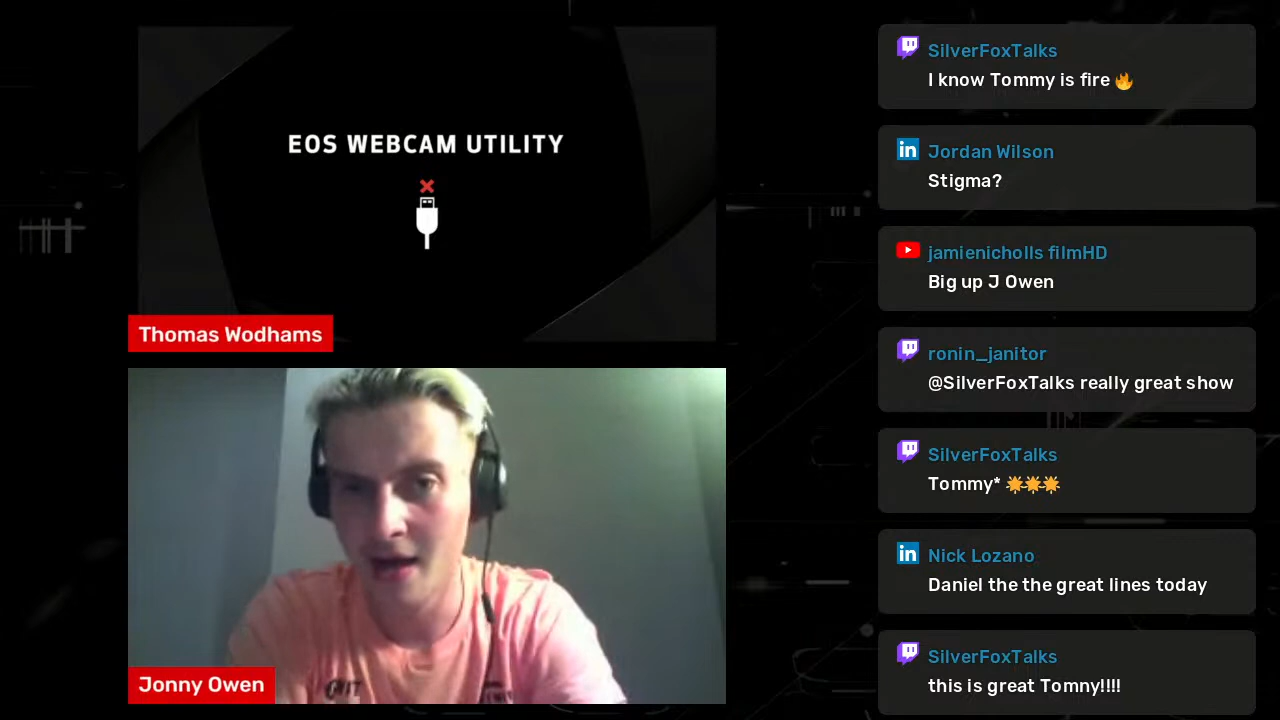 EOS WEBCAM UTILITY
Thomas Wodhams
Jonny Owen
SilverFoxTalks
I know Tommy is fire 🔥
Jordan Wilson
Stigma?
jamienicholls filmHD
Big up J Owen
ronin_janitor
@SilverFoxTalks really great show
SilverFoxTalks
Tommy* 🌟🌟🌟
Nick Lozano
Daniel the the great lines today
SilverFoxTalks
this is great Tomny!!!!